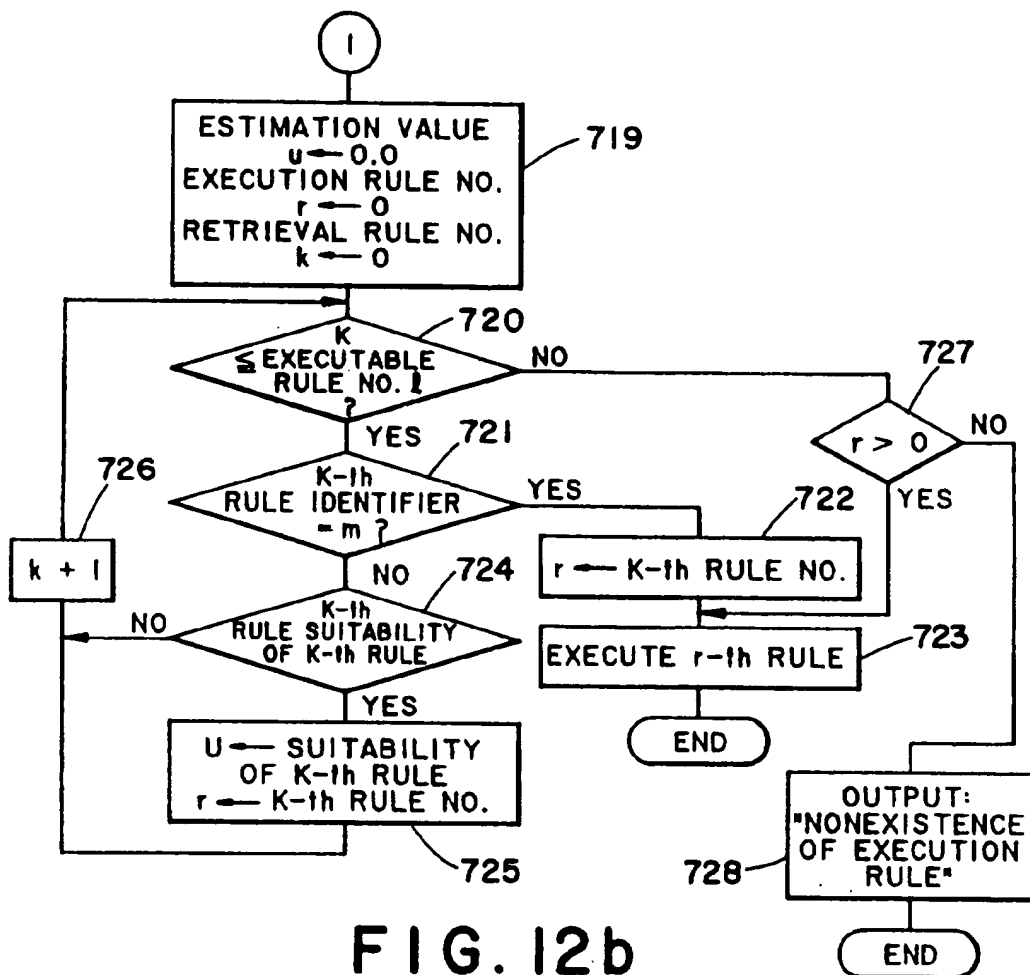 1
ESTIMATION VALUE
u ← 0.0
EXECUTION RULE NO.
r ← 0
RETRIEVAL RULE NO.
k ← 0
719
K
≦ EXECUTABLE
RULE NO. l
?
720
NO
YES
727
r > 0
NO
YES
K-th
RULE IDENTIFIER
= m ?
721
YES
NO
722
r ← K-th RULE NO.
726
k + 1
K-th
RULE SUITABILITY
OF K-th RULE
724
NO
YES
EXECUTE r-th RULE
723
END
U ← SUITABILITY
OF K-th RULE
r ← K-th RULE NO.
725
OUTPUT:
"NONEXISTENCE
OF EXECUTION
RULE"
728
END
FIG. 12b